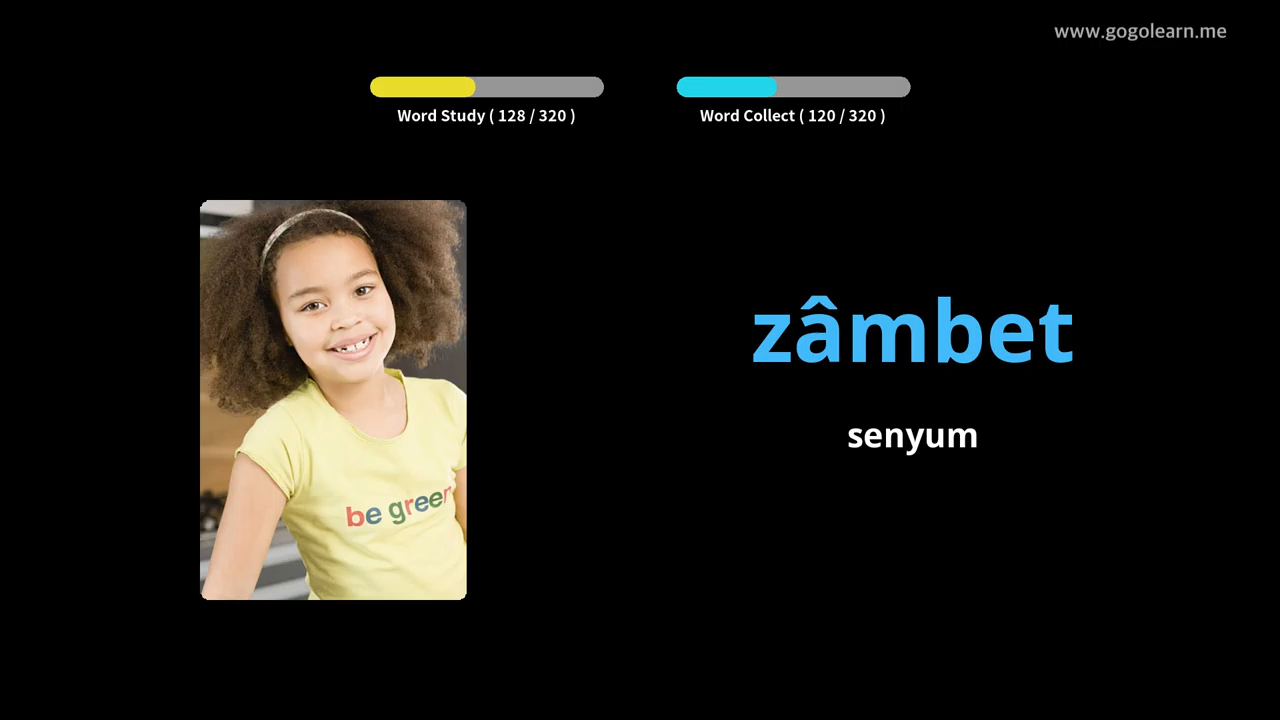 www.gogolearn.me
Word Study ( 128 / 320 )
Word Collect ( 120 / 320 )
zâmbet
senyum
be green